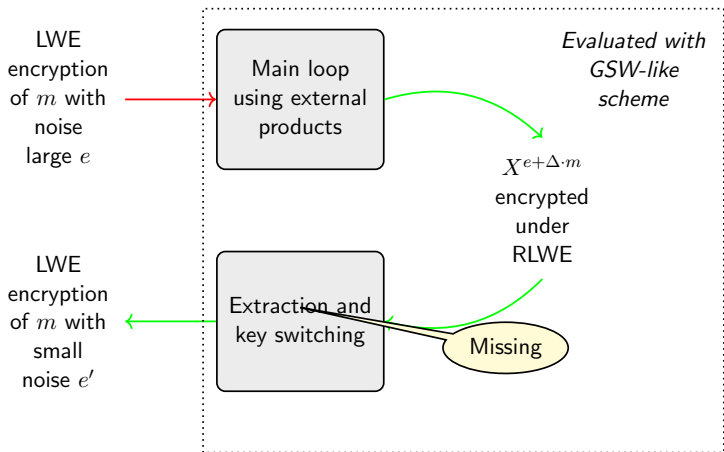 LWE
encryption
of m with
noise
large e
Main loop
using external
products
Evaluated with
GSW-like
scheme
X^{e+Δ·m}
encrypted
under
RLWE
LWE
encryption
of m with
small
noise e′
Extraction and
key switching
Missing